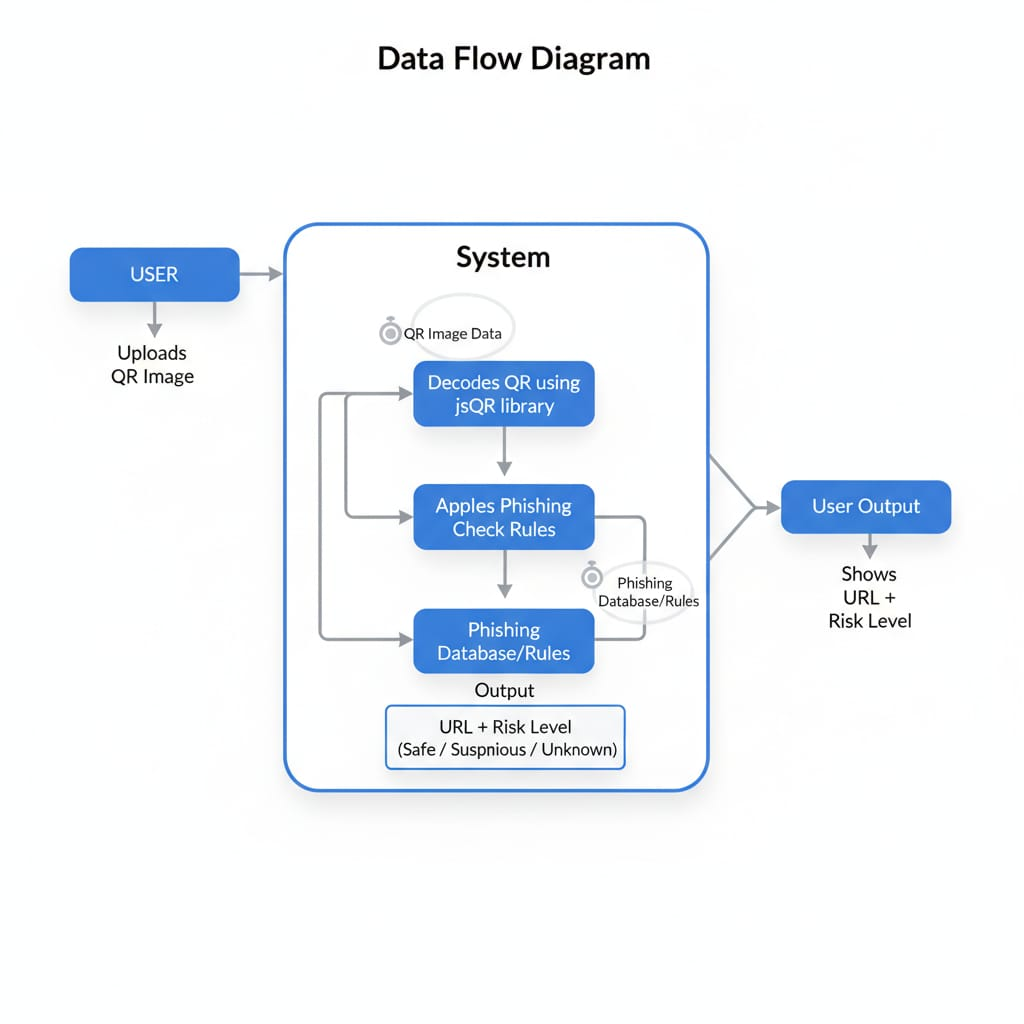 Data Flow Diagram
USER
Uploads
QR Image
System
QR Image Data
Decodes QR using
jsQR library
Apples Phishing
Check Rules
Phishing
Database/Rules
Phishing
Database/Rules
Output
URL + Risk Level
(Safe / Suspnious / Unknown)
User Output
Shows
URL +
Risk Level